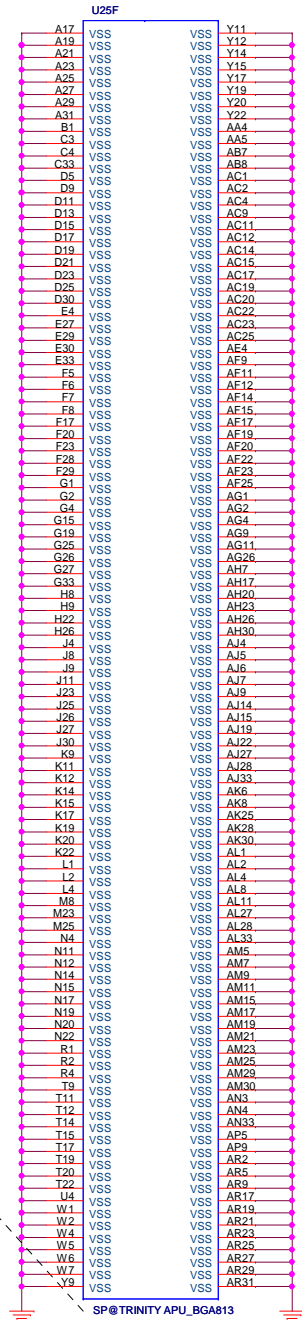 U25F
A17 VSS VSS Y11
A19 VSS VSS Y12
A21 VSS VSS Y14
A23 VSS VSS Y15
A25 VSS VSS Y17
A27 VSS VSS Y19
A29 VSS VSS Y20
A31 VSS VSS Y22
B1 VSS VSS AA4
C3 VSS VSS AA5
C4 VSS VSS AB7
C33 VSS VSS AB8
D5 VSS VSS AC1
D9 VSS VSS AC2
D11 VSS VSS AC4
D13 VSS VSS AC9
D15 VSS VSS AC11
D17 VSS VSS AC12
D19 VSS VSS AC14
D21 VSS VSS AC15
D23 VSS VSS AC17
D25 VSS VSS AC19
D30 VSS VSS AC20
E4 VSS VSS AC22
E27 VSS VSS AC23
E29 VSS VSS AC25
E30 VSS VSS AE4
E33 VSS VSS AF9
F5 VSS VSS AF11
F6 VSS VSS AF12
F7 VSS VSS AF14
F8 VSS VSS AF15
F17 VSS VSS AF17
F20 VSS VSS AF19
F23 VSS VSS AF20
F28 VSS VSS AF22
F29 VSS VSS AF23
G1 VSS VSS AF25
G2 VSS VSS AG1
G4 VSS VSS AG2
G15 VSS VSS AG4
G19 VSS VSS AG9
G25 VSS VSS AG11
G26 VSS VSS AG26
G27 VSS VSS AH7
G33 VSS VSS AH17
H8 VSS VSS AH20
H9 VSS VSS AH23
H22 VSS VSS AH26
H26 VSS VSS AH30
J4 VSS VSS AJ4
J8 VSS VSS AJ5
J9 VSS VSS AJ6
J11 VSS VSS AJ7
J23 VSS VSS AJ9
J25 VSS VSS AJ14
J26 VSS VSS AJ15
J27 VSS VSS AJ19
J30 VSS VSS AJ22
K9 VSS VSS AJ27
K11 VSS VSS AJ28
K12 VSS VSS AJ33
K14 VSS VSS AK6
K15 VSS VSS AK8
K17 VSS VSS AK25
K19 VSS VSS AK28
K20 VSS VSS AK30
K22 VSS VSS AL1
L1 VSS VSS AL2
L2 VSS VSS AL4
L4 VSS VSS AL8
M8 VSS VSS AL11
M23 VSS VSS AL27
M25 VSS VSS AL28
N4 VSS VSS AL33
N11 VSS VSS AM5
N12 VSS VSS AM7
N14 VSS VSS AM9
N15 VSS VSS AM11
N17 VSS VSS AM15
N19 VSS VSS AM17
N20 VSS VSS AM19
N22 VSS VSS AM21
R1 VSS VSS AM23
R2 VSS VSS AM25
R4 VSS VSS AM29
T9 VSS VSS AM30
T11 VSS VSS AN3
T12 VSS VSS AN4
T14 VSS VSS AN33
T15 VSS VSS AP5
T17 VSS VSS AP9
T19 VSS VSS AR2
T20 VSS VSS AR5
T22 VSS VSS AR9
U4 VSS VSS AR17
W1 VSS VSS AR19
W2 VSS VSS AR21
W4 VSS VSS AR23
W5 VSS VSS AR25
W6 VSS VSS AR27
W7 VSS VSS AR29
Y9 VSS VSS AR31
SP@TRINITY APU_BGA813